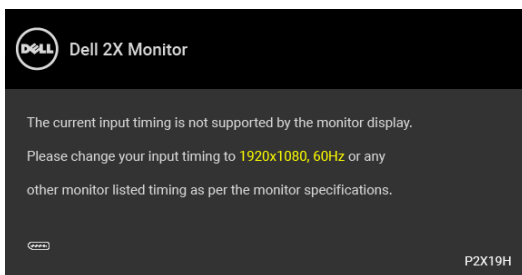 DELL
Dell 2X Monitor
The current input timing is not supported by the monitor display.
Please change your input timing to 1920x1080, 60Hz or any
other monitor listed timing as per the monitor specifications.
P2X19H